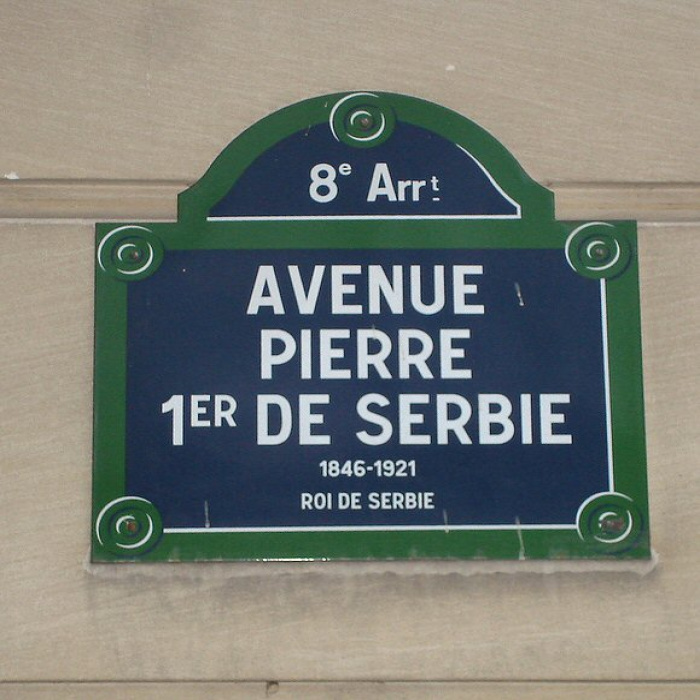 8e Arrt
AVENUE
PIERRE
1ER DE SERBIE
1846-1921
ROI DE SERBIE